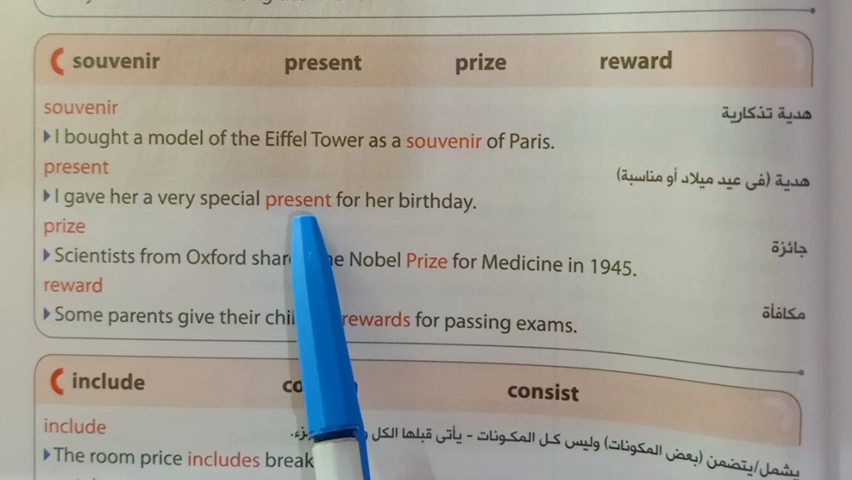 souvenir present prize reward
souvenir هدية تذكارية
I bought a model of the Eiffel Tower as a souvenir of Paris.
present هدية (فى عيد ميلاد أو مناسبة)
I gave her a very special present for her birthday.
prize جائزة
Scientists from Oxford Nobel Prize for Medicine in 1945.
reward مكافأة
Some parents give their rewards for passing exams.
include consist
include يشمل/يتضمن (بعض المكونات) وليس كل المكونات - يأتى قبلها الكل
The room price includes